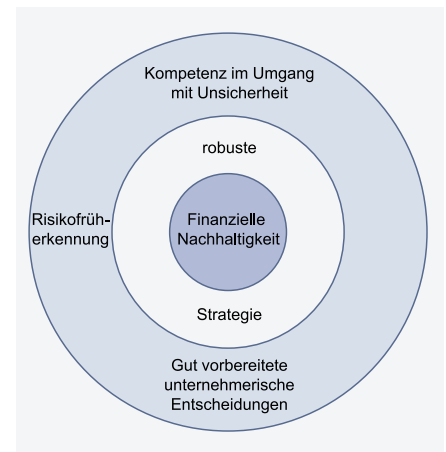 Kompetenz im Umgang
mit Unsicherheit
robuste
Risikofrüh-
erkennung
Finanzielle
Nachhaltigkeit
Strategie
Gut vorbereitete
unternehmerische
Entscheidungen